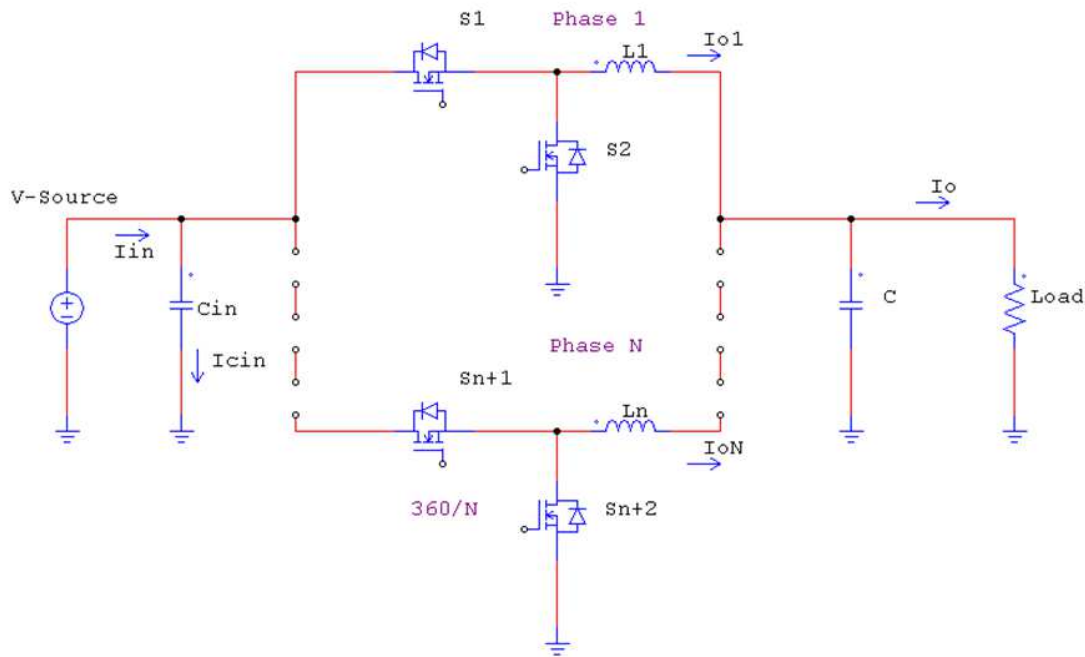 S1 Phase 1
Io1
L1
S2
V-Source
Io
Iin
Cin
C
Load
Icin
Phase N
Sn+1
Ln
IoN
360/N
Sn+2